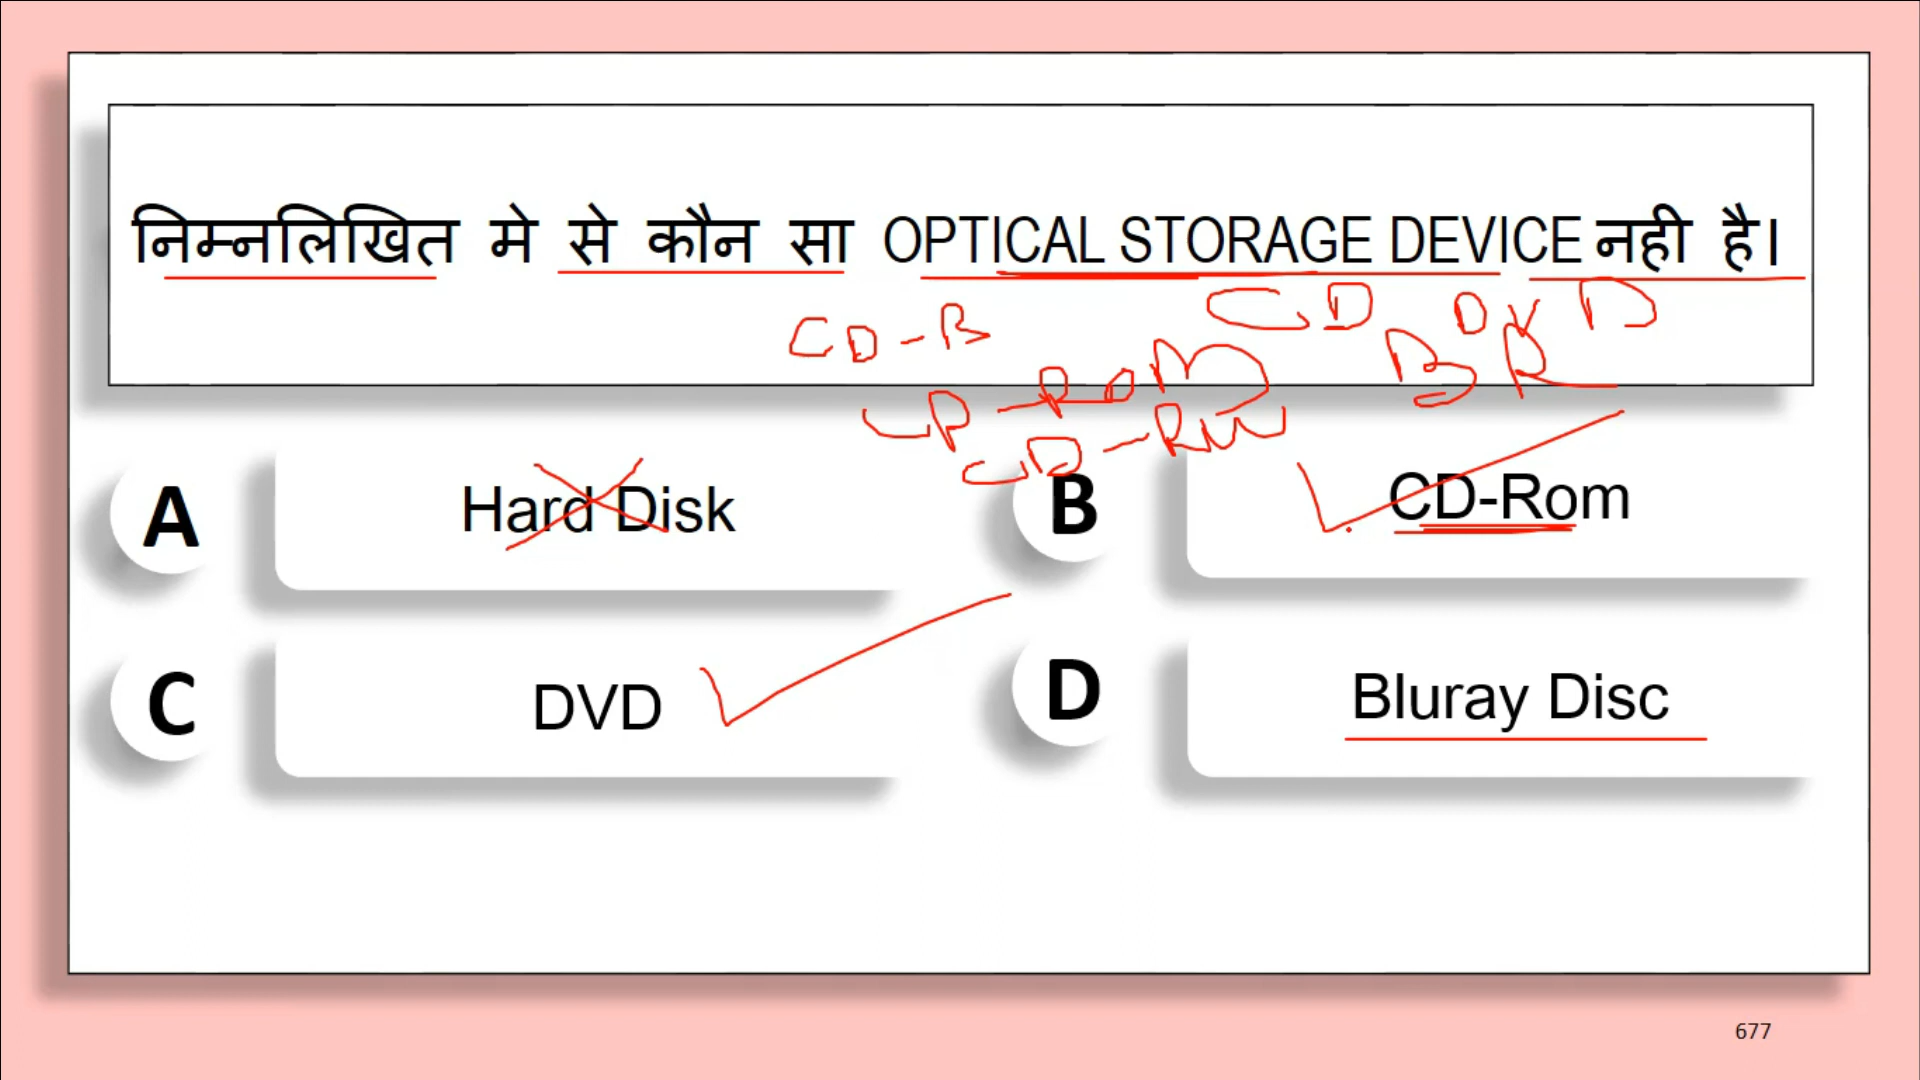 निम्नलिखित मे से कौन सा OPTICAL STORAGE DEVICE नही है।
CD DVD
CD-R
BRD
CD-ROM
CD-RW
A Hard Disk
B CD-Rom
C DVD
D Bluray Disc
677